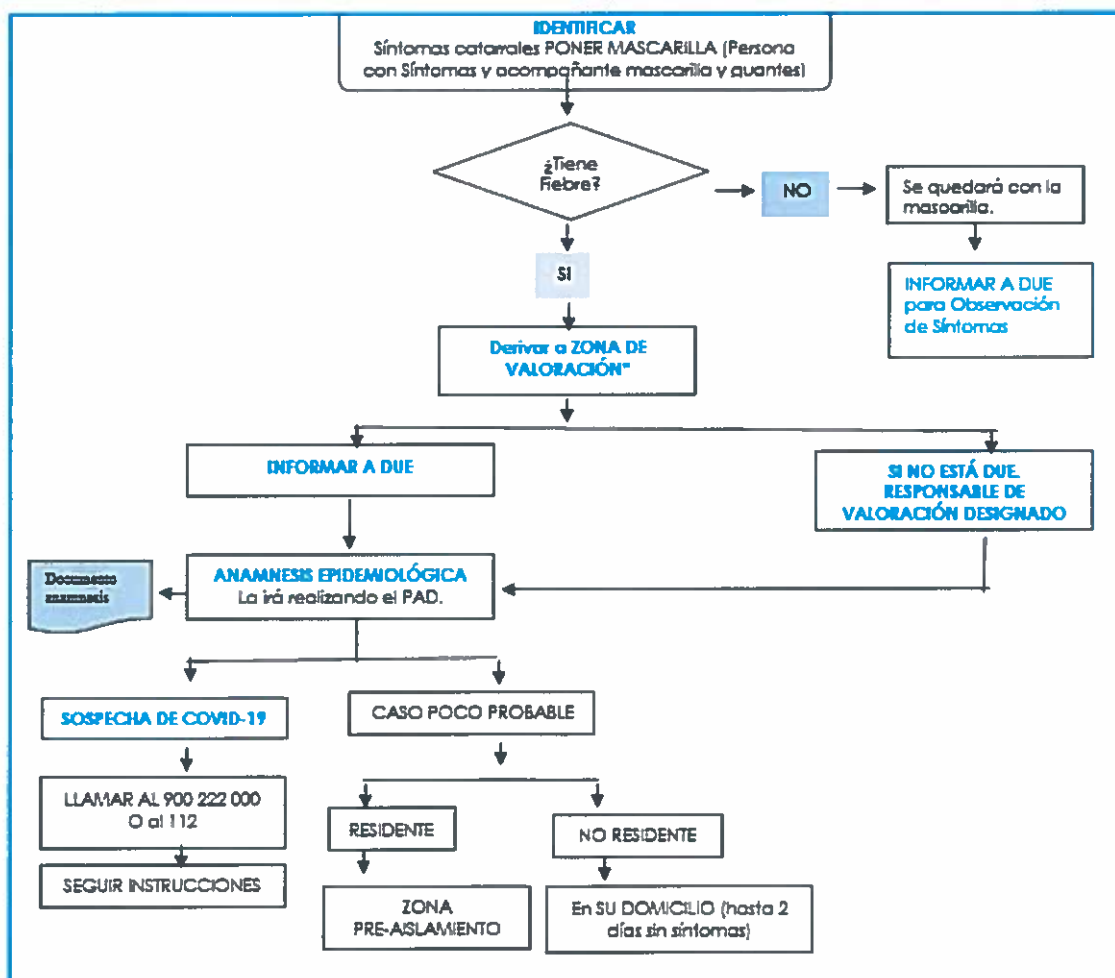 IDENTIFICAR
Síntomas catarrales PONER MASCARILLA (Persona
con Síntomas y acompañante mascarilla y guantes)
¿Tiene
Fiebre?
NO
Se quedará con la
mascarilla.
SI
INFORMAR A DUE
para Observación
de Síntomas
Derivar a ZONA DE
VALORACIÓN*
INFORMAR A DUE
SI NO ESTÁ DUE.
RESPONSABLE DE
VALORACIÓN DESIGNADO
Documento
anamnesis
ANAMNESIS EPIDEMIOLÓGICA
La irá realizando el PAD.
SOSPECHA DE COVID-19
CASO POCO PROBABLE
LLAMAR AL 900 222 000
O al 112
RESIDENTE
NO RESIDENTE
SEGUIR INSTRUCCIONES
ZONA
PRE-AISLAMIENTO
En SU DOMICILIO (hasta 2
días sin síntomas)